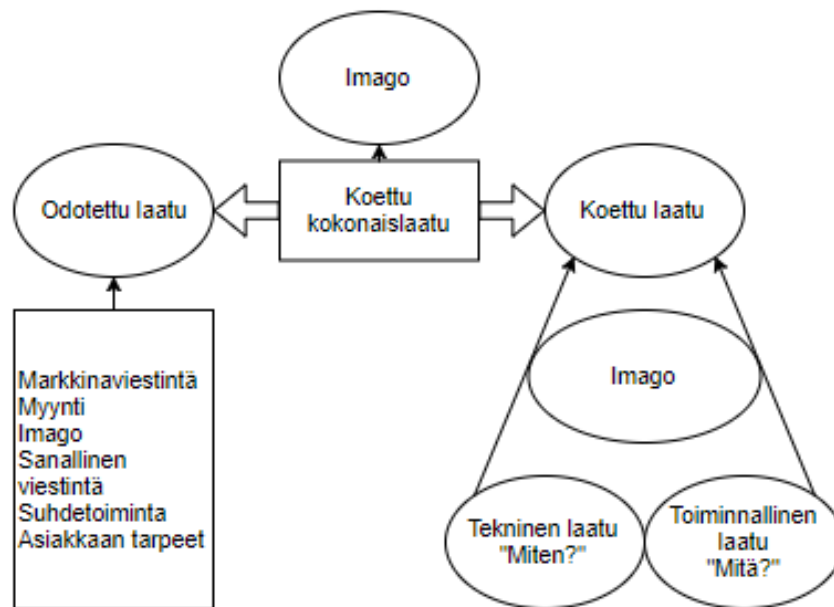 Imago
Odotettu laatu
Koettu
kokonaislaatu
Koettu laatu
Markkinaviestintä
Myynti
Imago
Sanallinen
viestintä
Suhdetoiminta
Asiakkaan tarpeet
Imago
Tekninen laatu
"Miten?"
Toiminnallinen
laatu
"Mitä?"